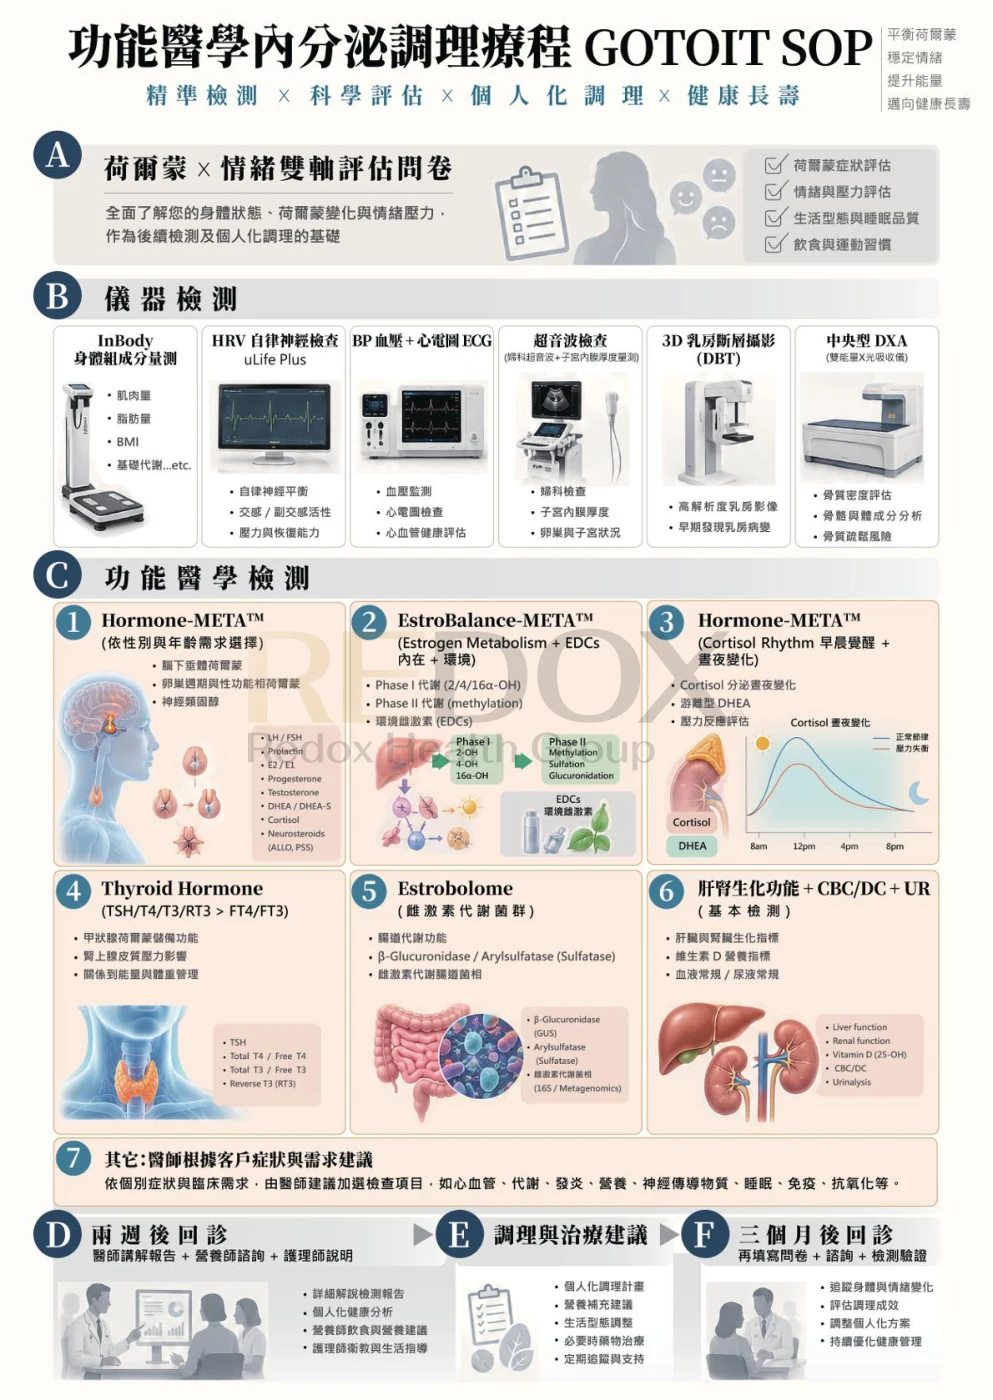 功能醫學內分泌調理療程 GOTOIT SOP
平衡荷爾蒙
穩定情緒
提升能量
邁向健康長壽
精準檢測 × 科學評估 × 個人化調理 × 健康長壽
A
荷爾蒙 × 情緒雙軸評估問卷
全面了解您的身體狀態、荷爾蒙變化與情緒壓力，
作為後續檢測及個人化調理的基礎
荷爾蒙症狀評估
情緒與壓力評估
生活型態與睡眠品質
飲食與運動習慣
B
儀器檢測
InBody
身體組成分量測
• 肌肉量
• 脂肪量
• BMI
• 基礎代謝...etc.
HRV 自律神經檢查
uLife Plus
• 自律神經平衡
• 交感 / 副交感活性
• 壓力與恢復能力
BP 血壓 + 心電圖 ECG
• 血壓監測
• 心電圖檢查
• 心血管健康評估
超音波檢查
(婦科超音波+子宮內膜厚度量測)
• 婦科檢查
• 子宮內膜厚度
• 卵巢與子宮狀況
3D 乳房斷層攝影
(DBT)
• 高解析度乳房影像
• 早期發現乳房病變
中央型 DXA
(雙能量X光吸收儀)
• 骨質密度評估
• 骨骼與體成分分析
• 骨質疏鬆風險
C
功能醫學檢測
1
Hormone-META™
(依性別與年齡需求選擇)
• 腦下垂體荷爾蒙
• 卵巢週期與性功能相荷爾蒙
• 神經類固醇
• LH / FSH
• Prolactin
• E2 / E1
• Progesterone
• Testosterone
• DHEA / DHEA-S
• Cortisol
• Neurosteroids
(ALLO, PSS)
2
EstroBalance-META™
(Estrogen Metabolism + EDCs
內在 + 環境)
• Phase I 代謝 (2/4/16α-OH)
• Phase II 代謝 (methylation)
• 環境雌激素 (EDCs)
Phase I
2-OH
4-OH
16α-OH
Phase II
Methylation
Sulfation
Glucuronidation
EDCs
環境雌激素
3
Hormone-META™
(Cortisol Rhythm 早晨覺醒 +
晝夜變化)
• Cortisol 分泌晝夜變化
• 游離型 DHEA
• 壓力反應評估
Cortisol 晝夜變化
正常節律
壓力失衡
Cortisol
DHEA
8am 12pm 4pm 8pm
REDOX
®
Redox Health Group
4
Thyroid Hormone
(TSH/T4/T3/RT3 > FT4/FT3)
• 甲狀腺荷爾蒙儲備功能
• 腎上腺皮質壓力影響
• 關係到能量與體重管理
• TSH
• Total T4 / Free T4
• Total T3 / Free T3
• Reverse T3 (RT3)
5
Estrobolome
(雌激素代謝菌群)
• 腸道代謝功能
• β-Glucuronidase / Arylsulfatase (Sulfatase)
• 雌激素代謝腸道菌相
• β-Glucuronidase
(GUS)
• Arylsulfatase
(Sulfatase)
• 雌激素代謝菌相
(16S / Metagenomics)
6
肝腎生化功能 + CBC/DC + UR
(基本檢測)
• 肝臟與腎臟生化指標
• 維生素 D 營養指標
• 血液常規 / 尿液常規
• Liver function
• Renal function
• Vitamin D (25-OH)
• CBC/DC
• Urinalysis
7
其它：醫師根據客戶症狀與需求建議
依個別症狀與臨床需求，由醫師建議加選檢查項目，如心血管、代謝、發炎、營養、神經傳導物質、睡眠、免疫、抗氧化等。
D
兩週後回診
醫師講解報告 + 營養師諮詢 + 護理師說明
• 詳細解說檢測報告
• 個人化健康分析
• 營養師飲食與營養建議
• 護理師衛教與生活指導
E
調理與治療建議
• 個人化調理計畫
• 營養補充建議
• 生活型態調整
• 必要時藥物治療
• 定期追蹤與支持
F
三個月後回診
再填寫問卷 + 諮詢 + 檢測驗證
• 追蹤身體與情緒變化
• 評估調理成效
• 調整個人化方案
• 持續優化健康管理